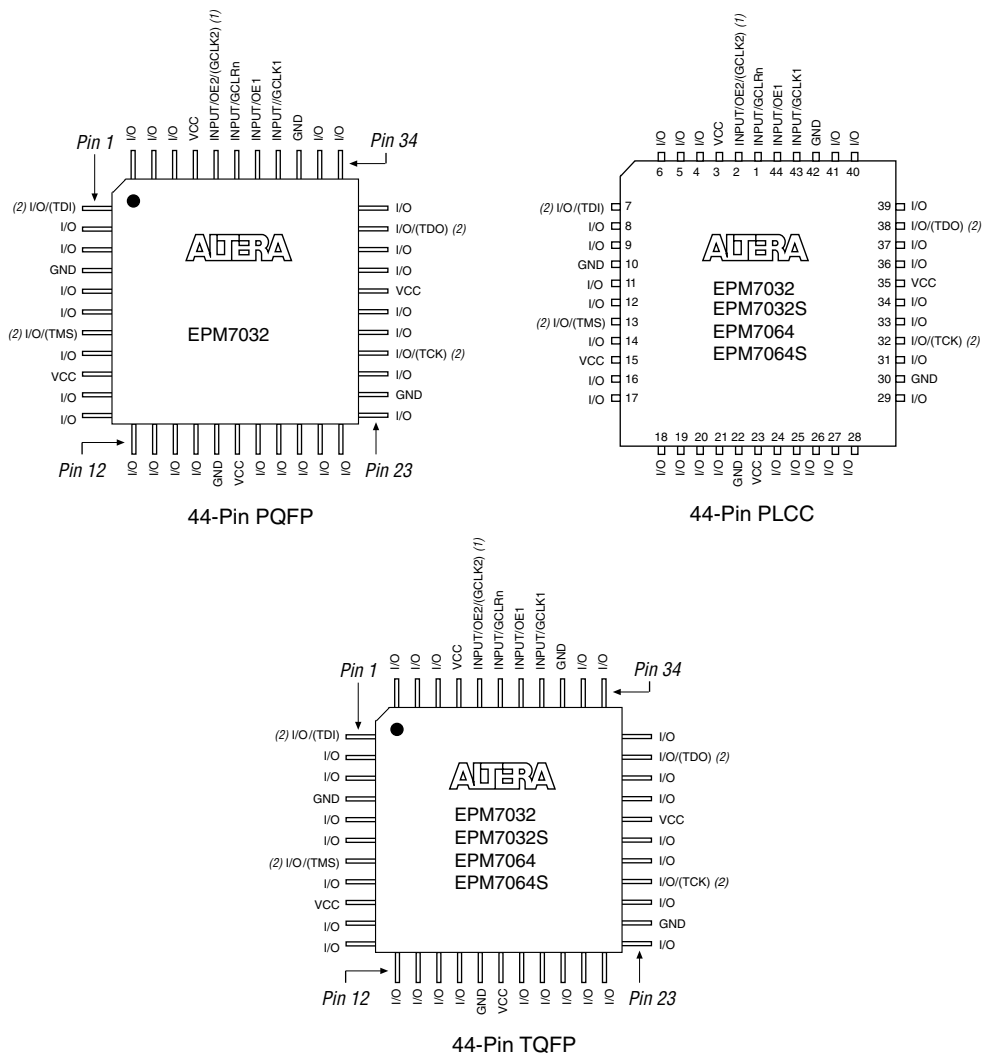 I/O
I/O
I/O
VCC
INPUT/OE2/(GCLK2) (1)
INPUT/GCLRn
INPUT/OE1
INPUT//GCLK1
GND
I/O
I/O
Pin 1
Pin 34
(2) I/O/(TDI)
I/O
I/O
GND
I/O
I/O
(2) I/O/(TMS)
I/O
VCC
I/O
I/O
ALTERA
EPM7032
I/O
I/O/(TDO) (2)
I/O
I/O
VCC
I/O
I/O
I/O/(TCK) (2)
I/O
GND
I/O
Pin 12
Pin 23
I/O
I/O
I/O
I/O
GND
VCC
I/O
I/O
I/O
I/O
I/O
44-Pin PQFP
I/O
I/O
I/O
VCC
INPUT/OE2/(GCLK2) (1)
INPUT/GCLRn
INPUT/OE1
INPUT/GCLK1
GND
I/O
I/O
6 5 4 3 2 1 44 43 42 41 40
(2) I/O/(TDI) 7
I/O 8
I/O 9
GND 10
I/O 11
I/O 12
(2) I/O/(TMS) 13
I/O 14
VCC 15
I/O 16
I/O 17
ALTERA
EPM7032
EPM7032S
EPM7064
EPM7064S
39 I/O
38 I/O/(TDO) (2)
37 I/O
36 I/O
35 VCC
34 I/O
33 I/O
32 I/O/(TCK) (2)
31 I/O
30 GND
29 I/O
18 19 20 21 22 23 24 25 26 27 28
I/O
I/O
I/O
I/O
GND
VCC
I/O
I/O
I/O
I/O
I/O
44-Pin PLCC
I/O
I/O
I/O
VCC
INPUT/OE2/(GCLK2) (1)
INPUT/GCLRn
INPUT/OE1
INPUT/GCLK1
GND
I/O
I/O
Pin 1
Pin 34
(2) I/O/(TDI)
I/O
I/O
GND
I/O
I/O
(2) I/O/(TMS)
I/O
VCC
I/O
I/O
ALTERA
EPM7032
EPM7032S
EPM7064
EPM7064S
I/O
I/O/(TDO) (2)
I/O
I/O
VCC
I/O
I/O
I/O/(TCK) (2)
I/O
GND
I/O
Pin 12
Pin 23
I/O
I/O
I/O
I/O
GND
VCC
I/O
I/O
I/O
I/O
I/O
44-Pin TQFP